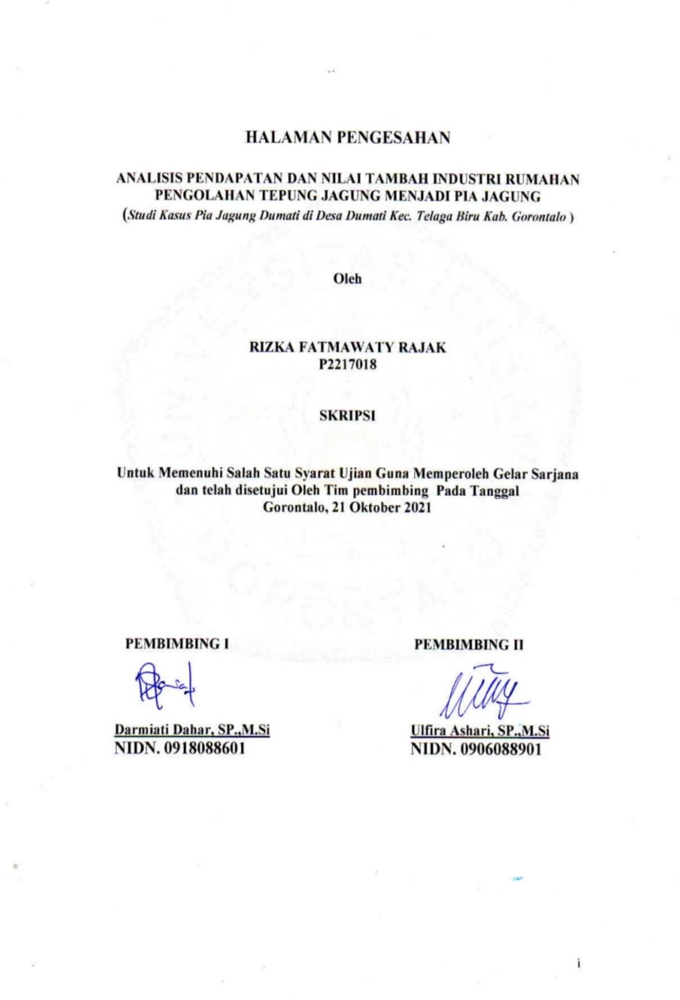 HALAMAN PENGESAHAN
ANALISIS PENDAPATAN DAN NILAI TAMBAH INDUSTRI RUMAHAN
PENGOLAHAN TEPUNG JAGUNG MENJADI PIA JAGUNG
(Studi Kasus Pia Jagung Dumati di Desa Dumati Kec. Telaga Biru Kab. Gorontalo )
Oleh
RIZKA FATMAWATY RAJAK
P2217018
SKRIPSI
Untuk Memenuhi Salah Satu Syarat Ujian Guna Memperoleh Gelar Sarjana
dan telah disetujui Oleh Tim pembimbing Pada Tanggal
Gorontalo, 21 Oktober 2021
PEMBIMBING I
Darmiati Dahar, SP.,M.Si
NIDN. 0918088601
PEMBIMBING II
Ulfira Ashari, SP.,M.Si
NIDN. 0906088901
i